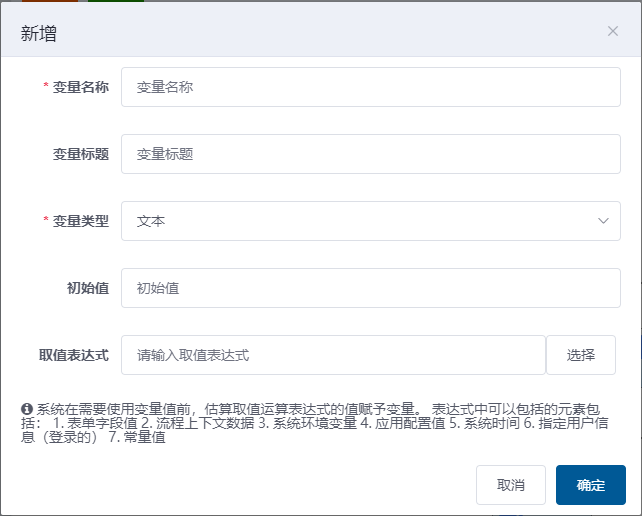 新增
* 变量名称 变量名称
变量标题 变量标题
* 变量类型 文本
初始值 初始值
取值表达式 请输入取值表达式 选择
系统在需要使用变量值前，估算取值运算表达式的值赋予变量。 表达式中可以包括的元素包
括： 1. 表单字段值 2. 流程上下文数据 3. 系统环境变量 4. 应用配置值 5. 系统时间 6. 指定用户信
息（登录的） 7. 常量值
取消 确定